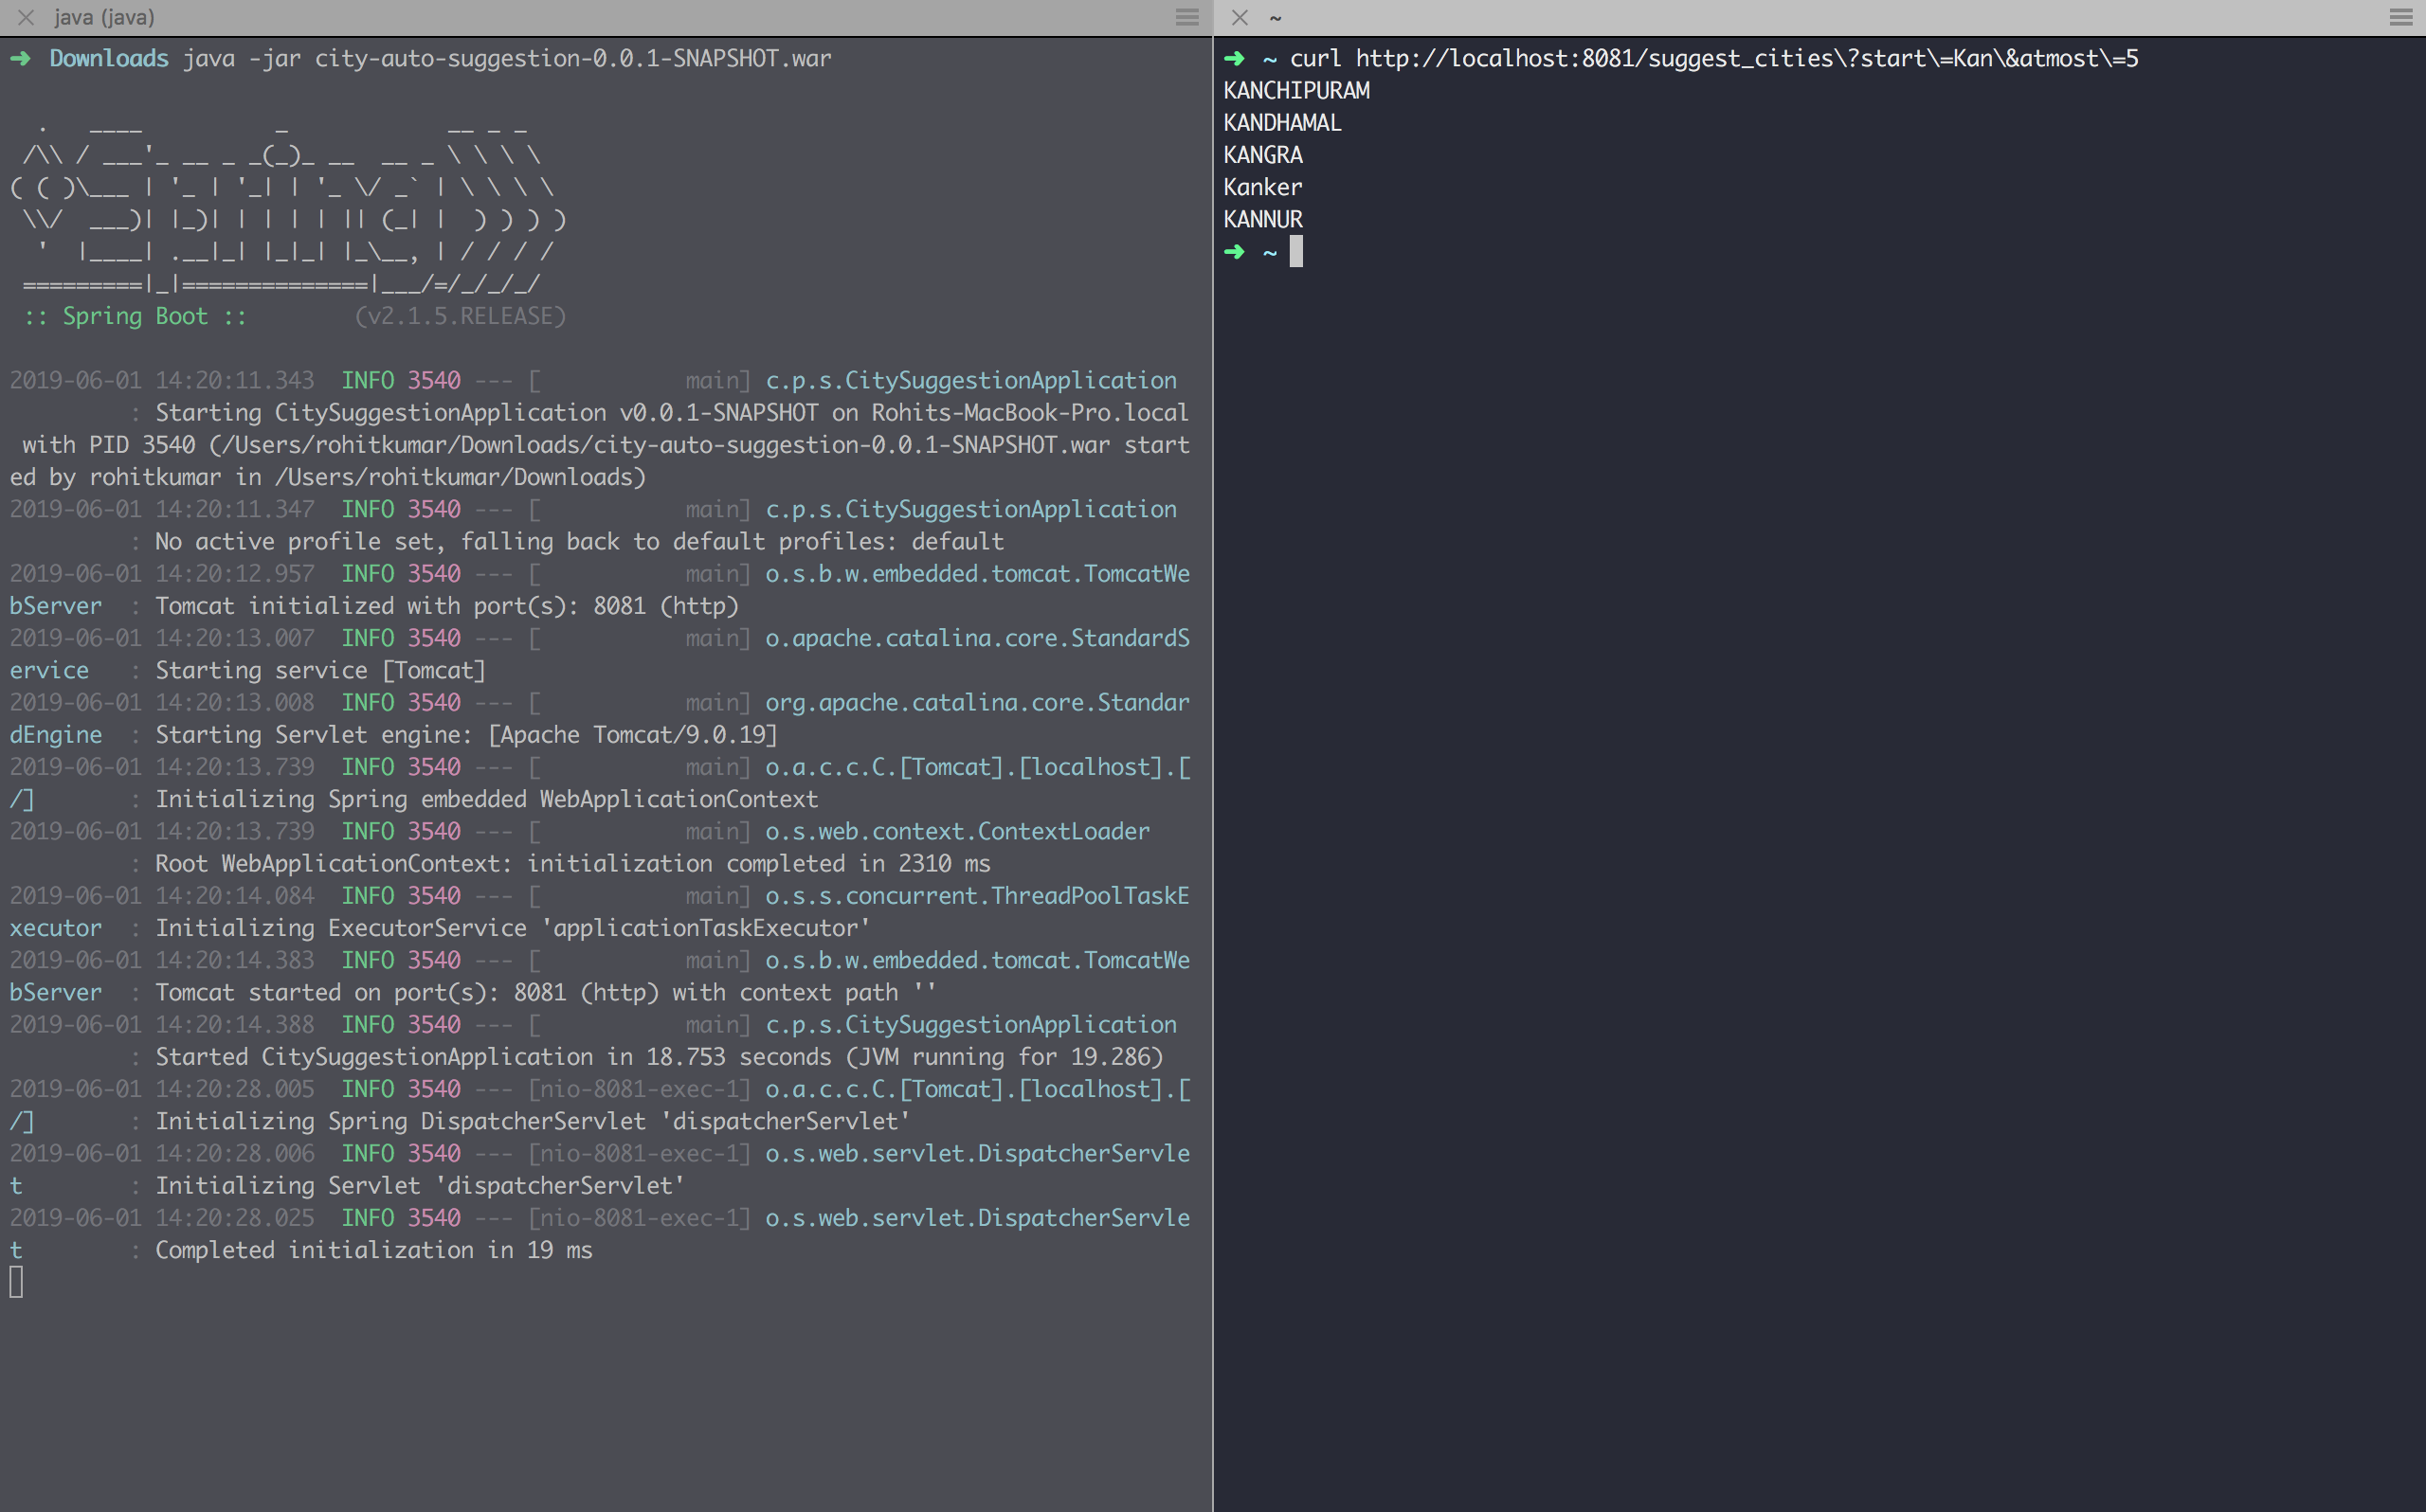 java (java)
➜  Downloads java -jar city-auto-suggestion-0.0.1-SNAPSHOT.war

  .   ____          _            __ _ _
 /\\ / ___'_ __ _ _(_)_ __  __ _ \ \ \ \
( ( )\___ | '_ | '_| | '_ \/ _` | \ \ \ \
 \\/  ___)| |_)| | | | | || (_| |  ) ) ) )
  '  |____| .__|_| |_|_| |_\__, | / / / /
 =========|_|==============|___/=/_/_/_/
 :: Spring Boot ::        (v2.1.5.RELEASE)

2019-06-01 14:20:11.343  INFO 3540 --- [           main] c.p.s.CitySuggestionApplication
         : Starting CitySuggestionApplication v0.0.1-SNAPSHOT on Rohits-MacBook-Pro.local
 with PID 3540 (/Users/rohitkumar/Downloads/city-auto-suggestion-0.0.1-SNAPSHOT.war start
ed by rohitkumar in /Users/rohitkumar/Downloads)
2019-06-01 14:20:11.347  INFO 3540 --- [           main] c.p.s.CitySuggestionApplication
         : No active profile set, falling back to default profiles: default
2019-06-01 14:20:12.957  INFO 3540 --- [           main] o.s.b.w.embedded.tomcat.TomcatWe
bServer  : Tomcat initialized with port(s): 8081 (http)
2019-06-01 14:20:13.007  INFO 3540 --- [           main] o.apache.catalina.core.StandardS
ervice   : Starting service [Tomcat]
2019-06-01 14:20:13.008  INFO 3540 --- [           main] org.apache.catalina.core.Standar
dEngine  : Starting Servlet engine: [Apache Tomcat/9.0.19]
2019-06-01 14:20:13.739  INFO 3540 --- [           main] o.a.c.c.C.[Tomcat].[localhost].[
/]       : Initializing Spring embedded WebApplicationContext
2019-06-01 14:20:13.739  INFO 3540 --- [           main] o.s.web.context.ContextLoader
         : Root WebApplicationContext: initialization completed in 2310 ms
2019-06-01 14:20:14.084  INFO 3540 --- [           main] o.s.s.concurrent.ThreadPoolTaskE
xecutor  : Initializing ExecutorService 'applicationTaskExecutor'
2019-06-01 14:20:14.383  INFO 3540 --- [           main] o.s.b.w.embedded.tomcat.TomcatWe
bServer  : Tomcat started on port(s): 8081 (http) with context path ''
2019-06-01 14:20:14.388  INFO 3540 --- [           main] c.p.s.CitySuggestionApplication
         : Started CitySuggestionApplication in 18.753 seconds (JVM running for 19.286)
2019-06-01 14:20:28.005  INFO 3540 --- [nio-8081-exec-1] o.a.c.c.C.[Tomcat].[localhost].[
/]       : Initializing Spring DispatcherServlet 'dispatcherServlet'
2019-06-01 14:20:28.006  INFO 3540 --- [nio-8081-exec-1] o.s.web.servlet.DispatcherServle
t        : Initializing Servlet 'dispatcherServlet'
2019-06-01 14:20:28.025  INFO 3540 --- [nio-8081-exec-1] o.s.web.servlet.DispatcherServle
t        : Completed initialization in 19 ms
~
➜  ~ curl http://localhost:8081/suggest_cities\?start\=Kan\&atmost\=5
KANCHIPURAM
KANDHAMAL
KANGRA
Kanker
KANNUR
➜  ~